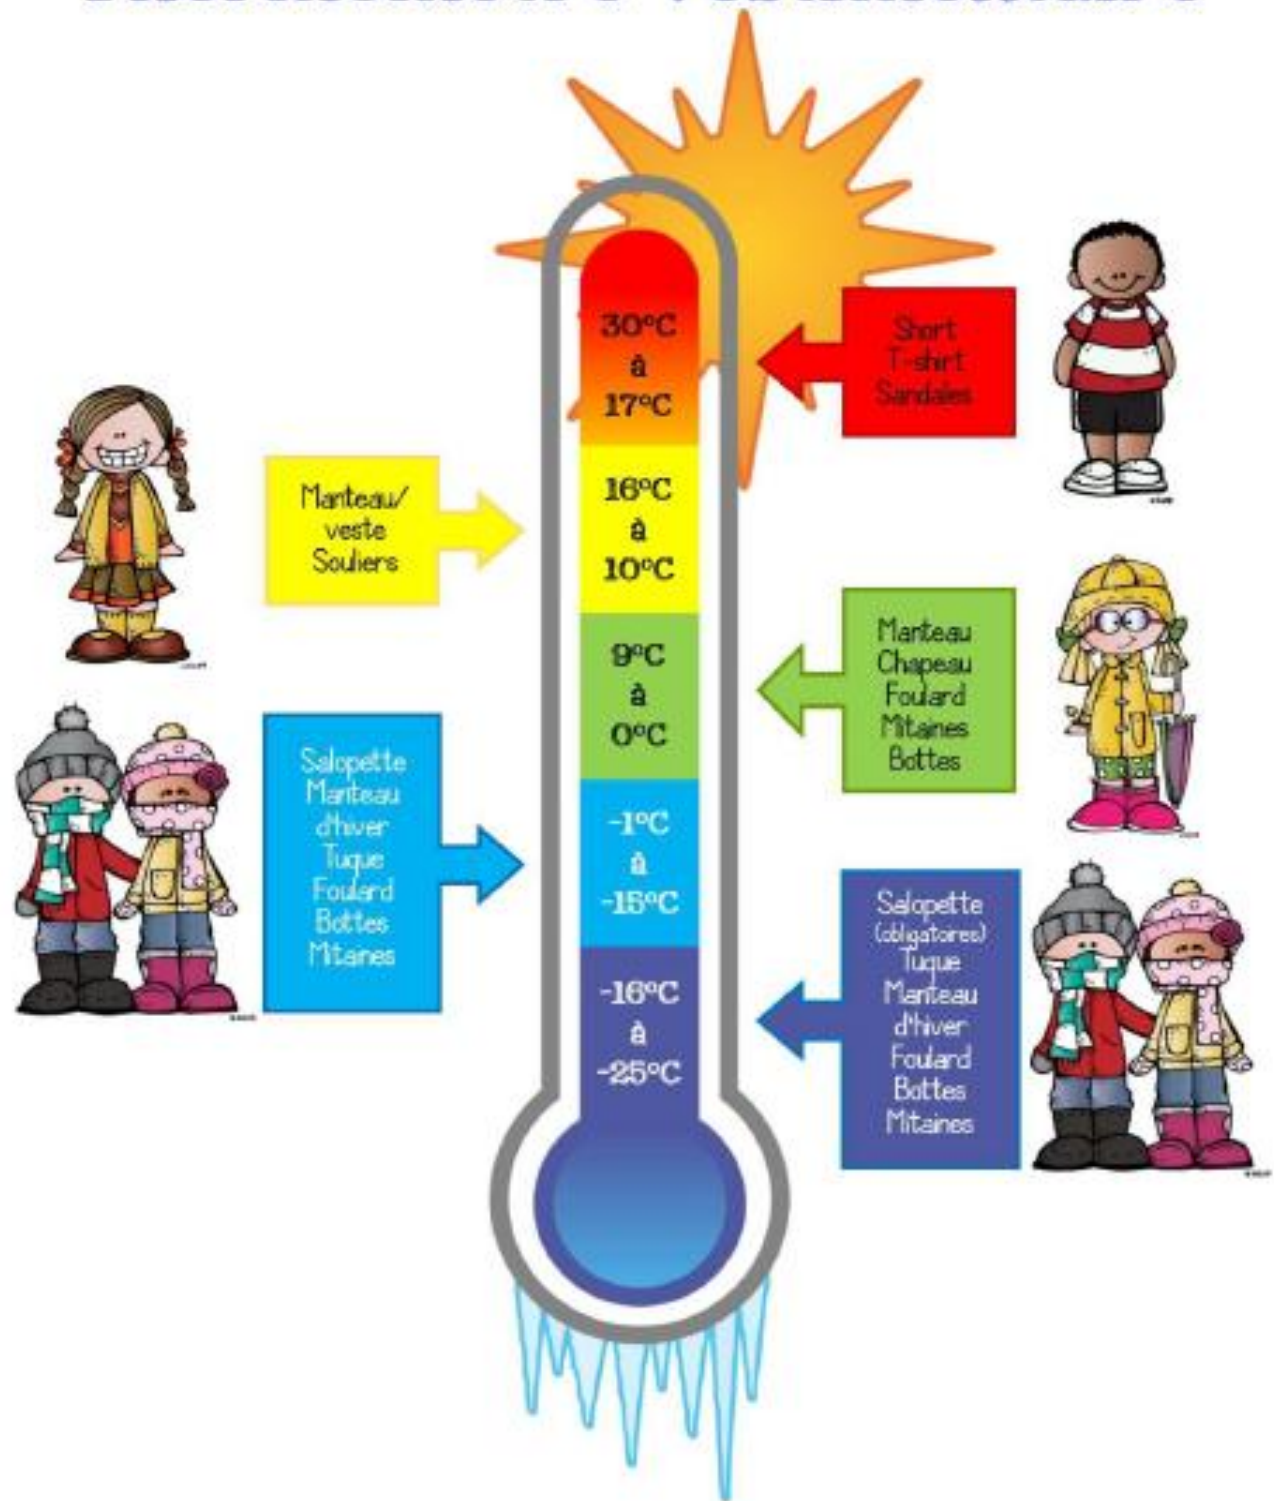 30°C
à
17°C
Short
T-shirt
Sandales
Manteau/
veste
Souliers
16°C
à
10°C
9°C
à
0°C
Manteau
Chapeau
Foulard
Mitaines
Bottes
Salopette
Manteau
d'hiver
Tuque
Foulard
Bottes
Mitaines
-1°C
à
-15°C
-16°C
à
-25°C
Salopette
(obligatoires)
Tuque
Manteau
d'hiver
Foulard
Bottes
Mitaines